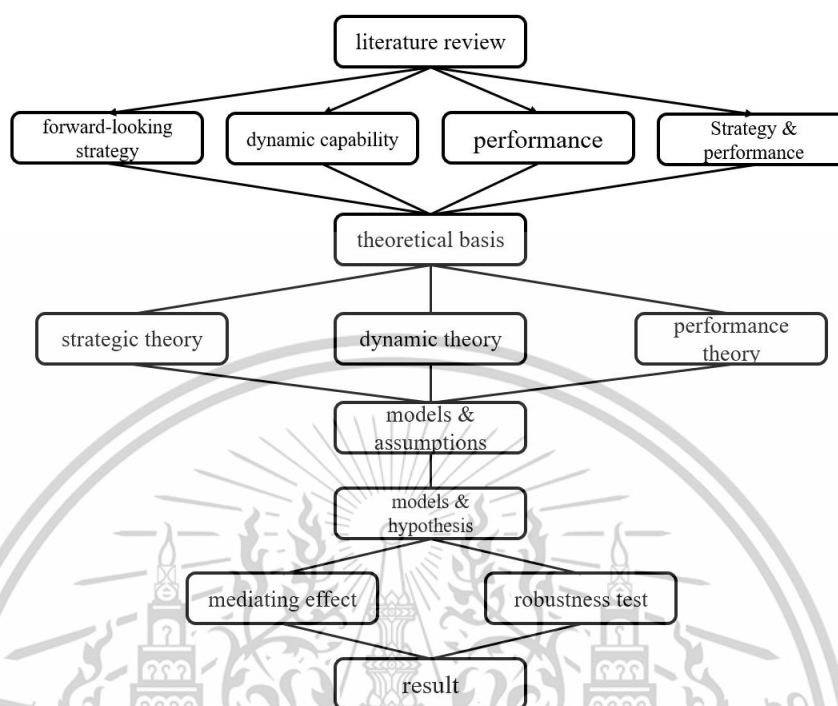 literature review
forward-looking
strategy
dynamic capability
performance
Strategy &
performance
theoretical basis
strategic theory
dynamic theory
performance
theory
models &
assumptions
models &
hypothesis
mediating effect
robustness test
result